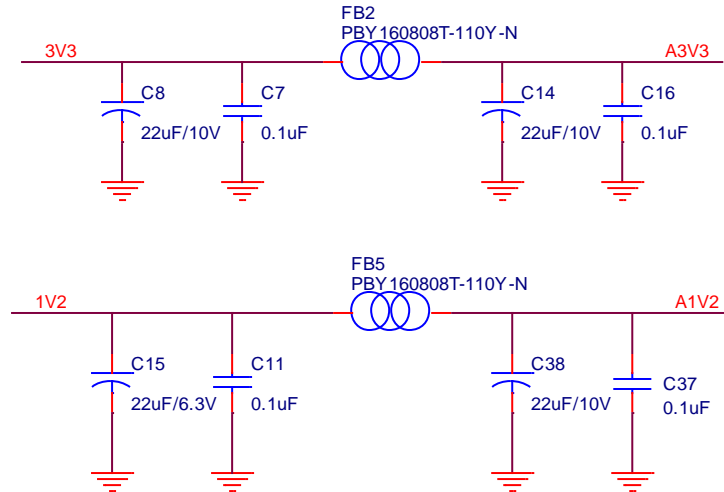 FB2
PBY160808T-110Y-N
3V3
A3V3
C8
C7
C14
C16
22uF/10V
0.1uF
22uF/10V
0.1uF
FB5
PBY160808T-110Y-N
1V2
A1V2
C15
C11
C38
C37
22uF/6.3V
0.1uF
22uF/10V
0.1uF